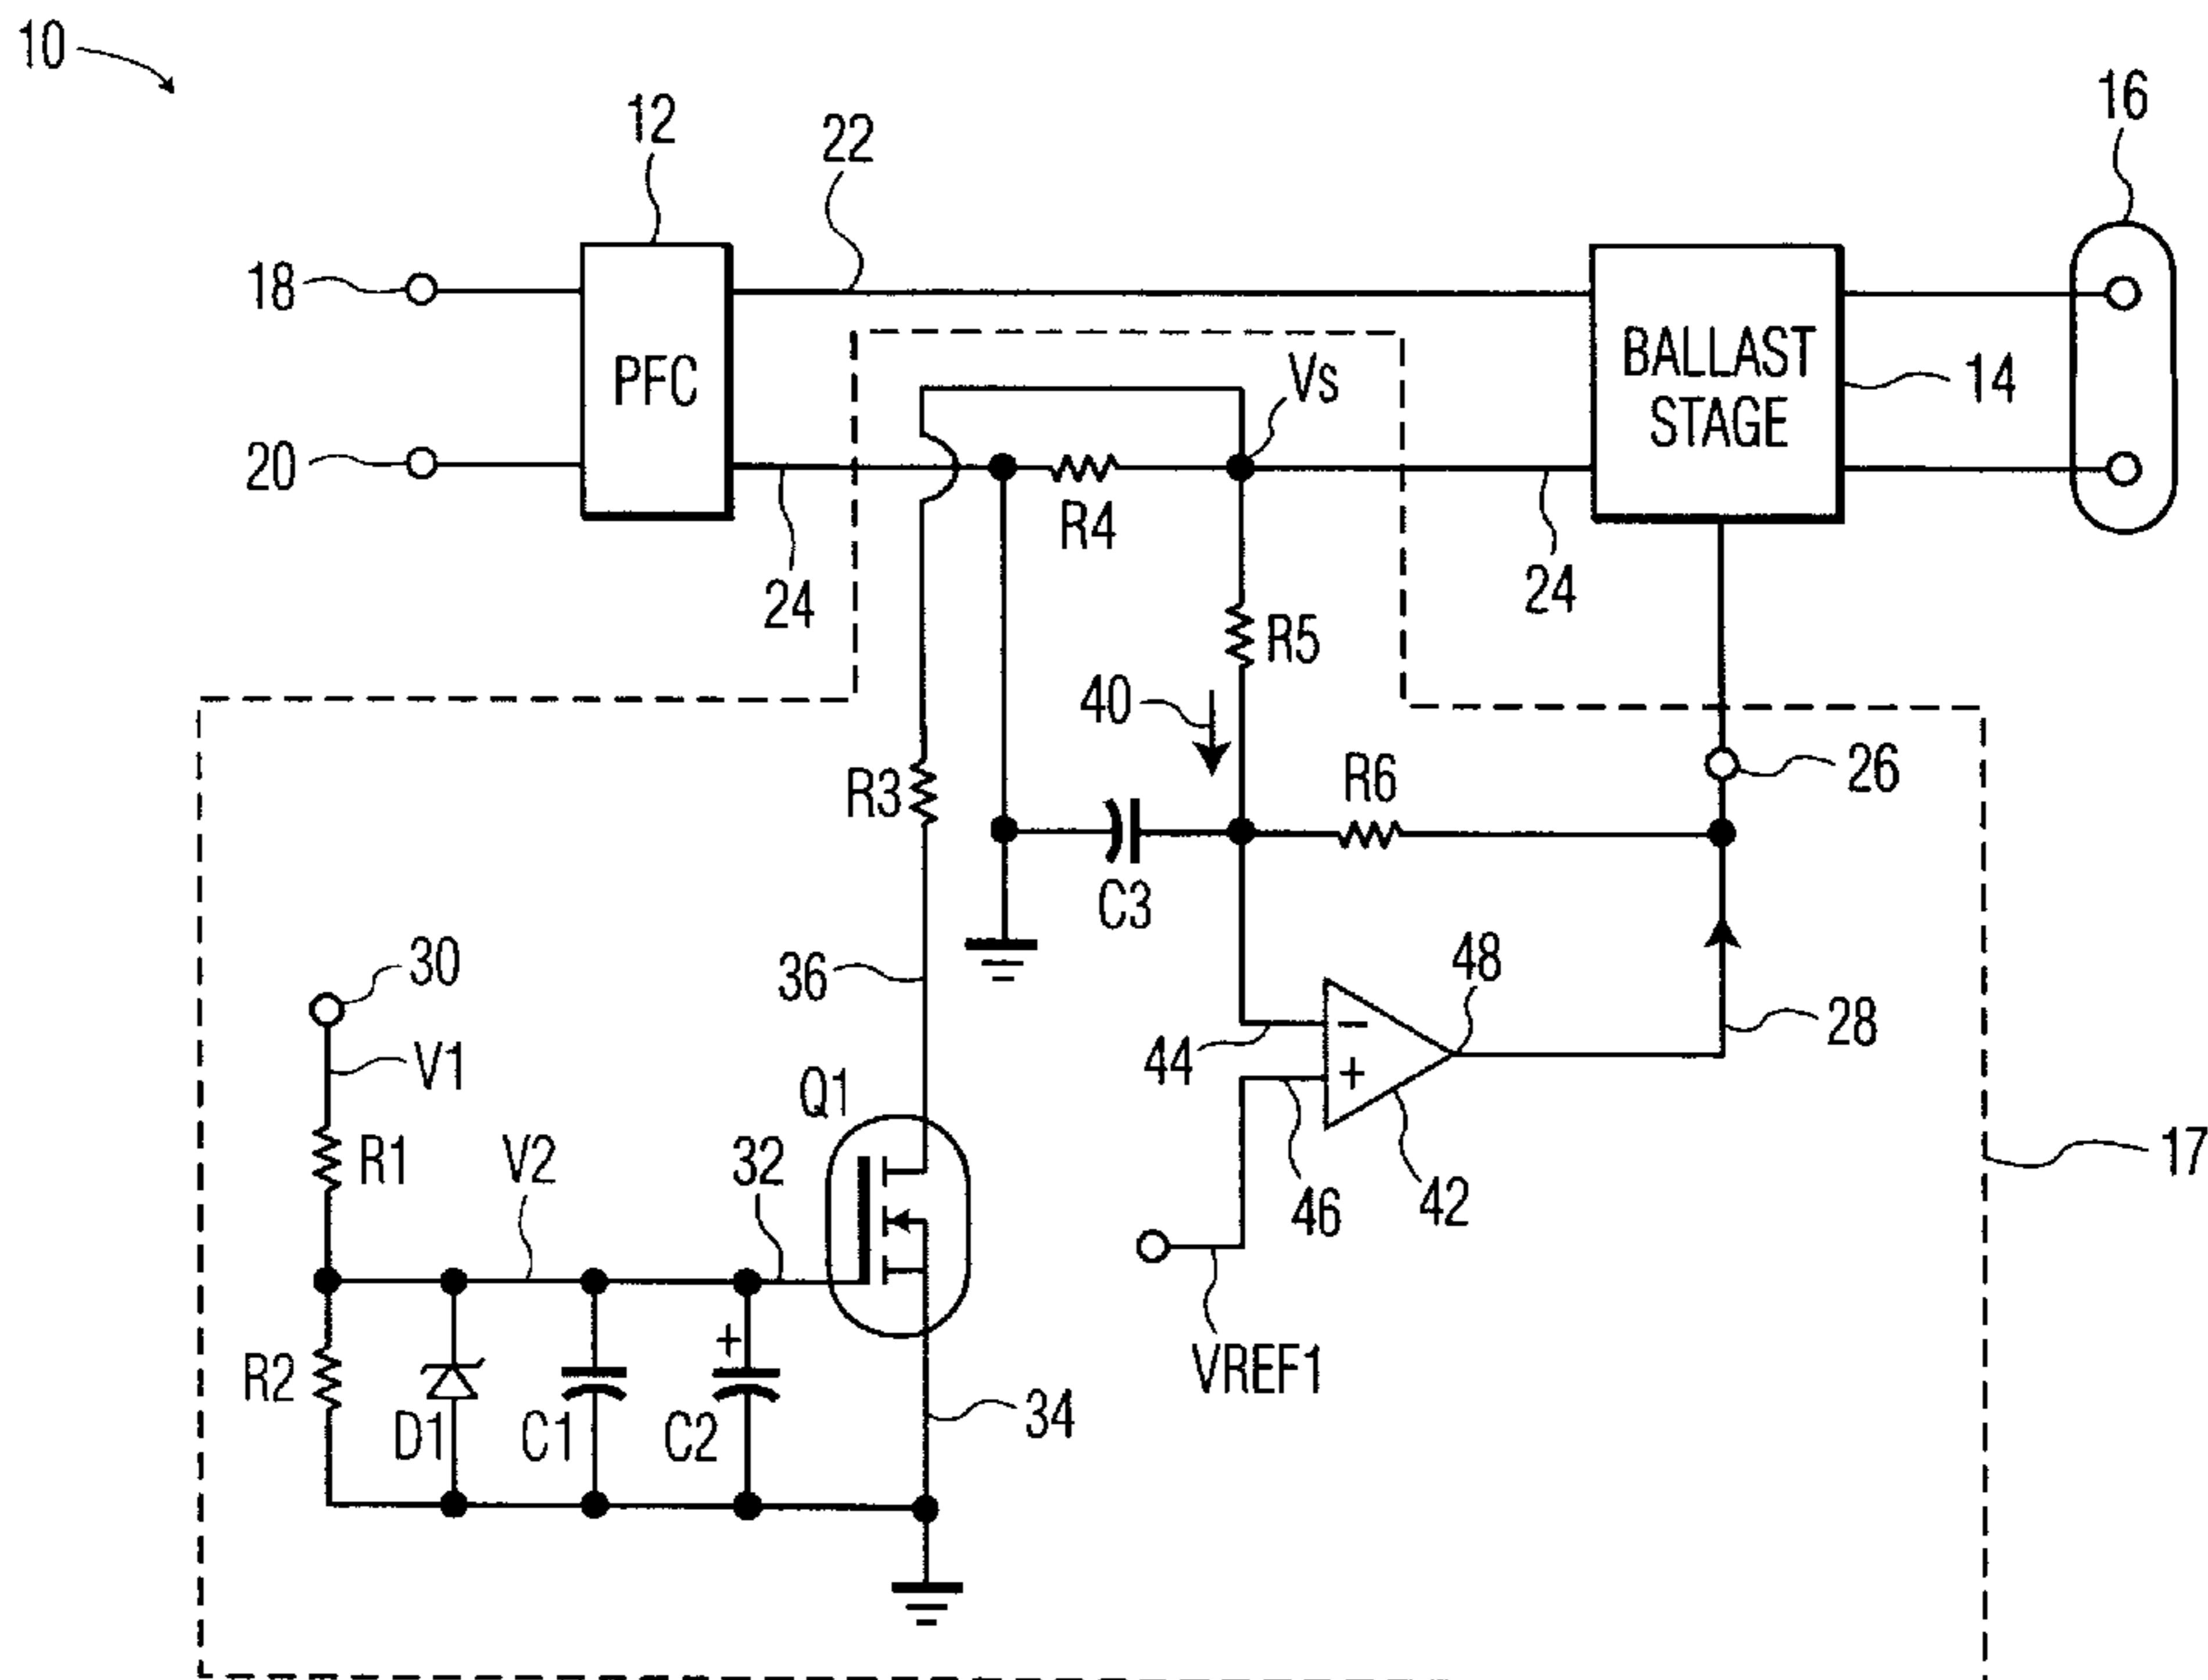 10
12
22
16
18
PFC
20
Vs
BALLAST
STAGE
14
R4
24
24
R5
40
R3
R6
26
C3
30
36
48
V1
Q1
44
28
R1
V2
32
46
42
17
R2
D1
C1
+
C2
VREF1
34
−
+